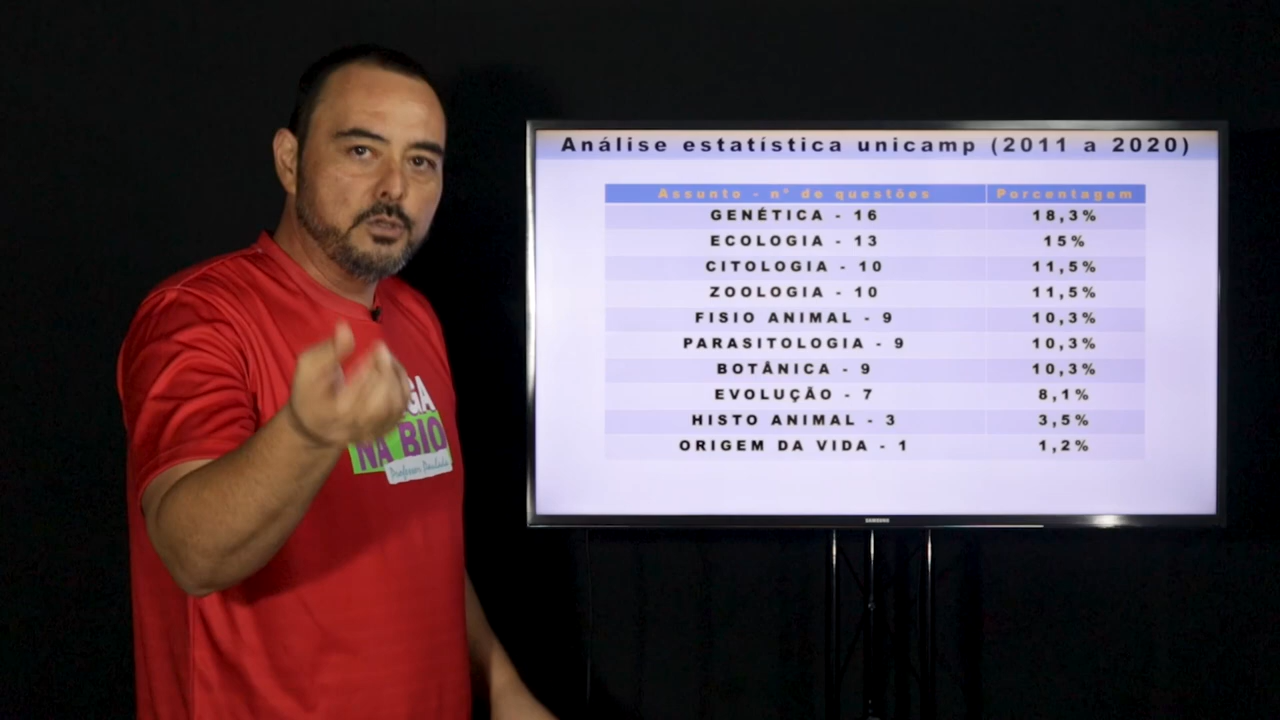 Análise estatística unicamp (2011 a 2020)
Assunto - nº de questões Porcentagem
GENÉTICA - 16 18,3%
ECOLOGIA - 13 15%
CITOLOGIA - 10 11,5%
ZOOLOGIA - 10 11,5%
FISIO ANIMAL - 9 10,3%
PARASITOLOGIA - 9 10,3%
BOTÂNICA - 9 10,3%
EVOLUÇÃO - 7 8,1%
HISTO ANIMAL - 3 3,5%
ORIGEM DA VIDA - 1 1,2%
SAMSUNG
NA BIO